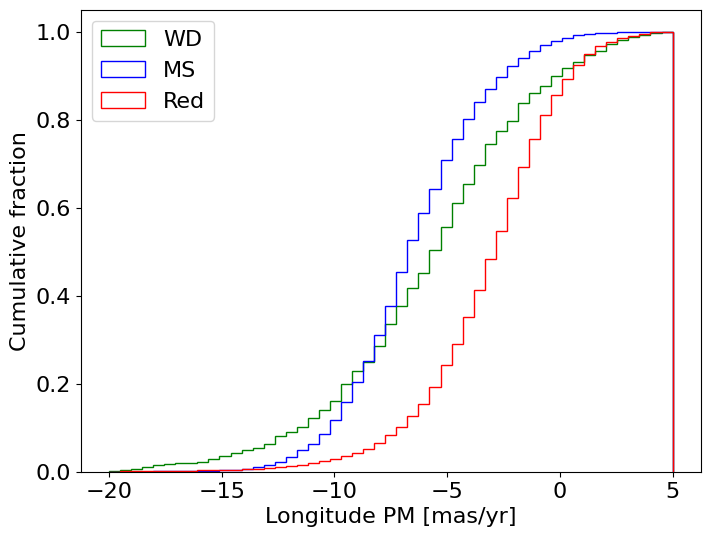 WD
MS
Red
1.0
0.8
0.6
0.4
0.2
0.0
Cumulative fraction
−20 −15 −10 −5 0 5
Longitude PM [mas/yr]